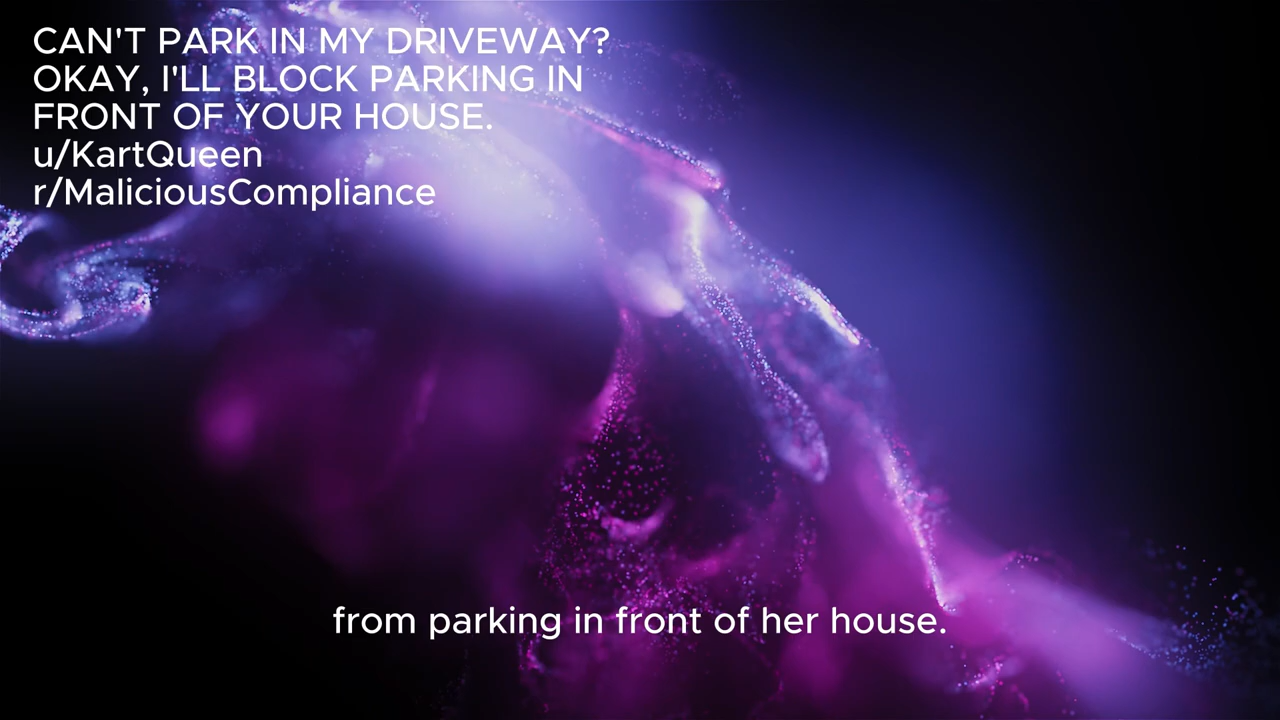 CAN'T PARK IN MY DRIVEWAY?
OKAY, I'LL BLOCK PARKING IN
FRONT OF YOUR HOUSE.
u/KartQueen
r/MaliciousCompliance
from parking in front of her house.